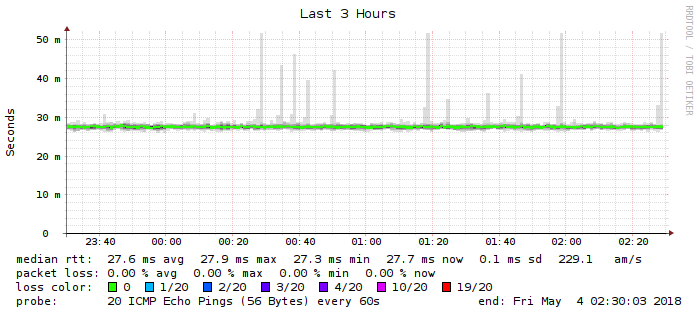 Last 3 Hours
RRDTOOL / TOBI OETIKER
Seconds
50 m
40 m
30 m
20 m
10 m
0
23:40 00:00 00:20 00:40 01:00 01:20 01:40 02:00 02:20
median rtt: 27.6 ms avg 27.9 ms max 27.3 ms min 27.7 ms now 0.1 ms sd 229.1 am/s
packet loss: 0.00 % avg 0.00 % max 0.00 % min 0.00 % now
loss color: 0 1/20 2/20 3/20 4/20 10/20 19/20
probe: 20 ICMP Echo Pings (56 Bytes) every 60s end: Fri May 4 02:30:03 2018